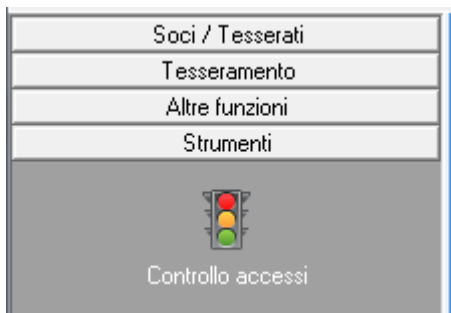 Soci / Tesserati
Tesseramento
Altre funzioni
Strumenti
Controllo accessi